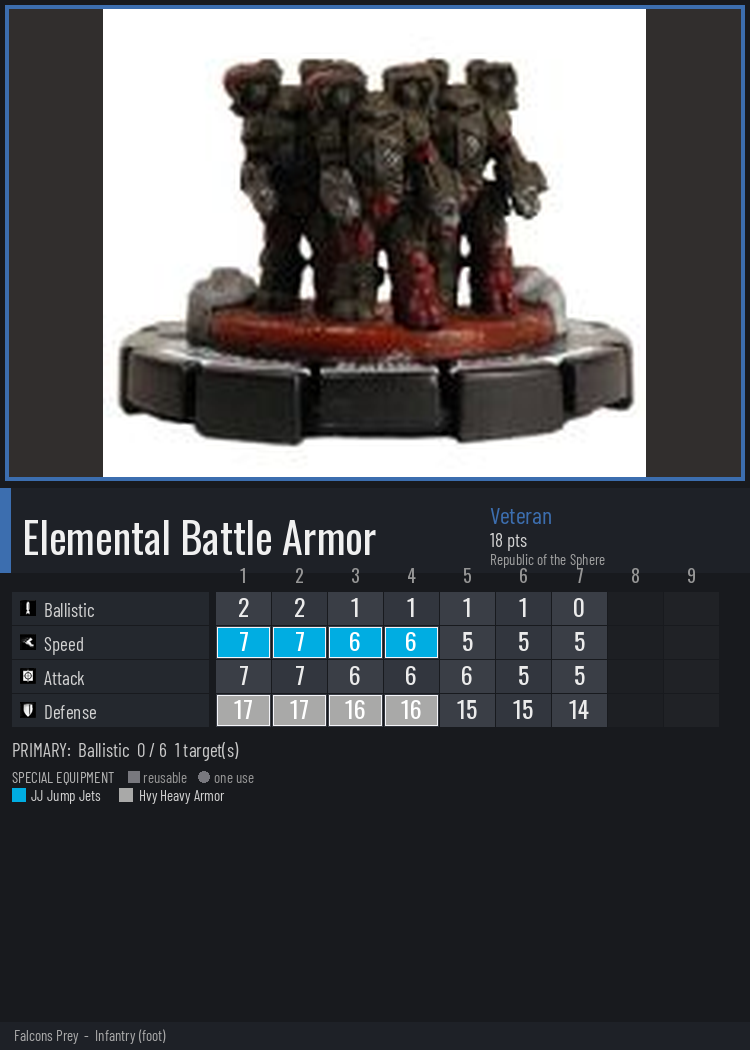 Elemental Battle Armor
Veteran
18 pts
Republic of the Sphere
1 2 3 4 5 6 7 8 9
Ballistic 2 2 1 1 1 1 0
Speed 7 7 6 6 5 5 5
Attack 7 7 6 6 6 5 5
Defense 17 17 16 16 15 15 14
PRIMARY: Ballistic 0 / 6 1 target(s)
SPECIAL EQUIPMENT reusable one use
JJ Jump Jets Hvy Heavy Armor
Falcons Prey - Infantry (foot)